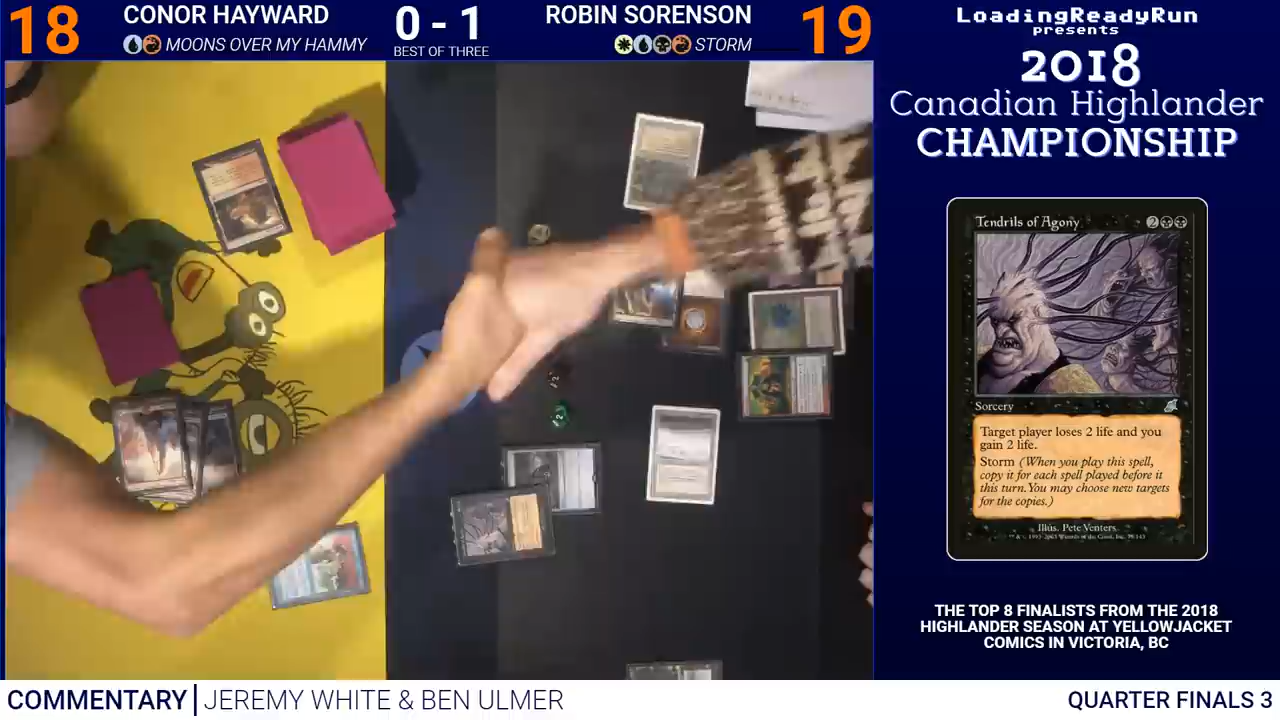 18
CONOR HAYWARD
MOONS OVER MY HAMMY
0 - 1
BEST OF THREE
ROBIN SORENSON
STORM
19
LoadingReadyRun
presents
2018
Canadian Highlander
CHAMPIONSHIP
Tendrils of Agony
2
Sorcery
Target player loses 2 life and you
gain 2 life.
Storm (When you play this spell,
copy it for each spell played before it
this turn. You may choose new targets
for the copies.)
Illus. Pete Venters
THE TOP 8 FINALISTS FROM THE 2018
HIGHLANDER SEASON AT YELLOWJACKET
COMICS IN VICTORIA, BC
COMMENTARY | JEREMY WHITE & BEN ULMER
QUARTER FINALS 3